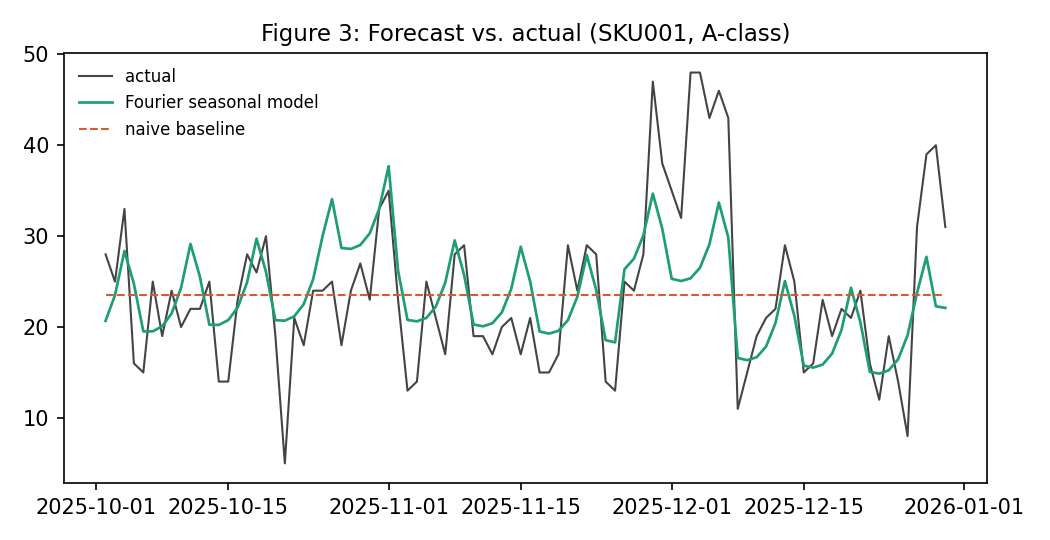 Figure 3: Forecast vs. actual (SKU001, A-class)
50
40
30
20
10
actual
Fourier seasonal model
naive baseline
2025-10-01 2025-10-15 2025-11-01 2025-11-15 2025-12-01 2025-12-15 2026-01-01